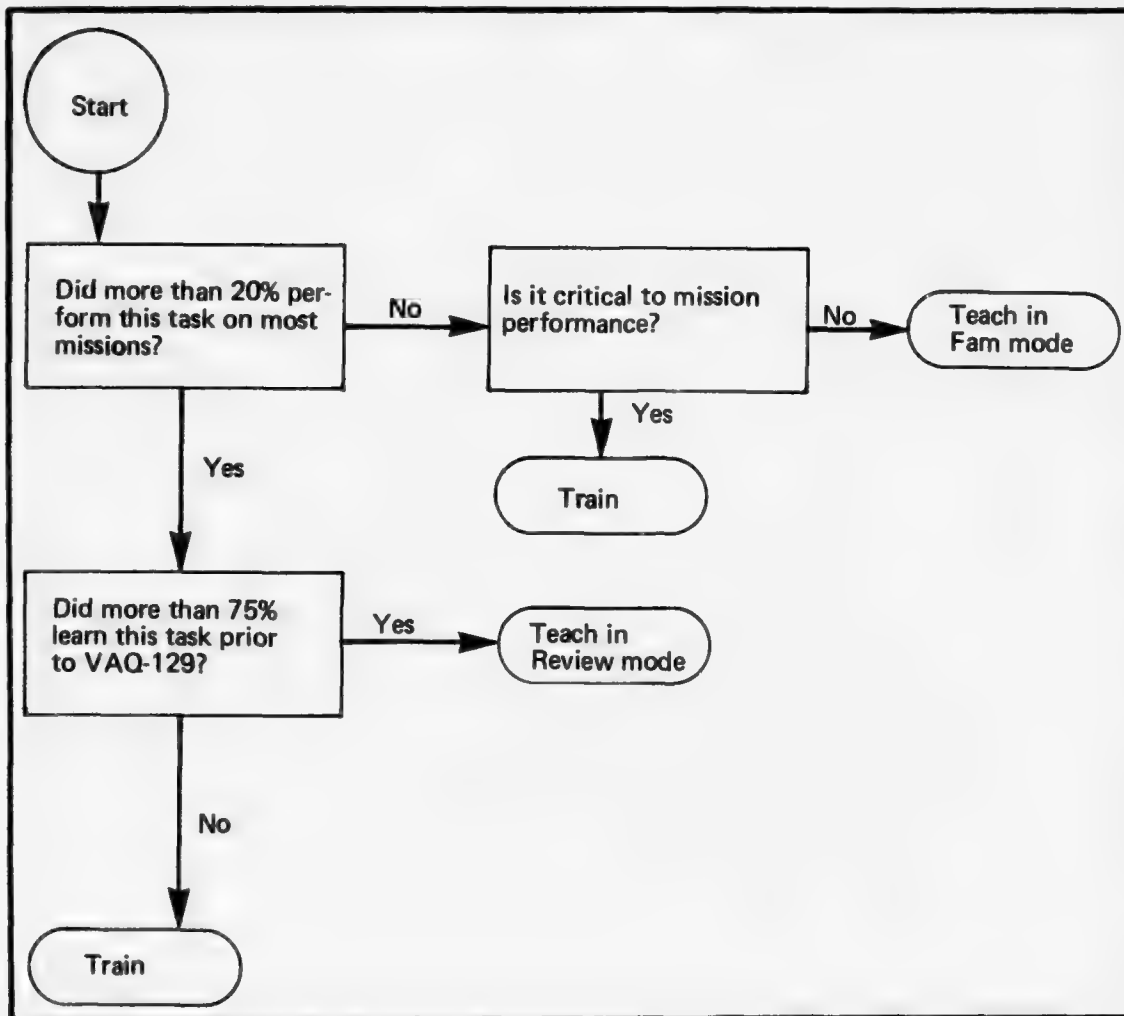 Start
Did more than 20% per-
form this task on most
missions?
No
Is it critical to mission
performance?
No
Teach in
Fam mode
Yes
Train
Yes
Did more than 75%
learn this task prior
to VAQ-129?
Yes
Teach in
Review mode
No
Train